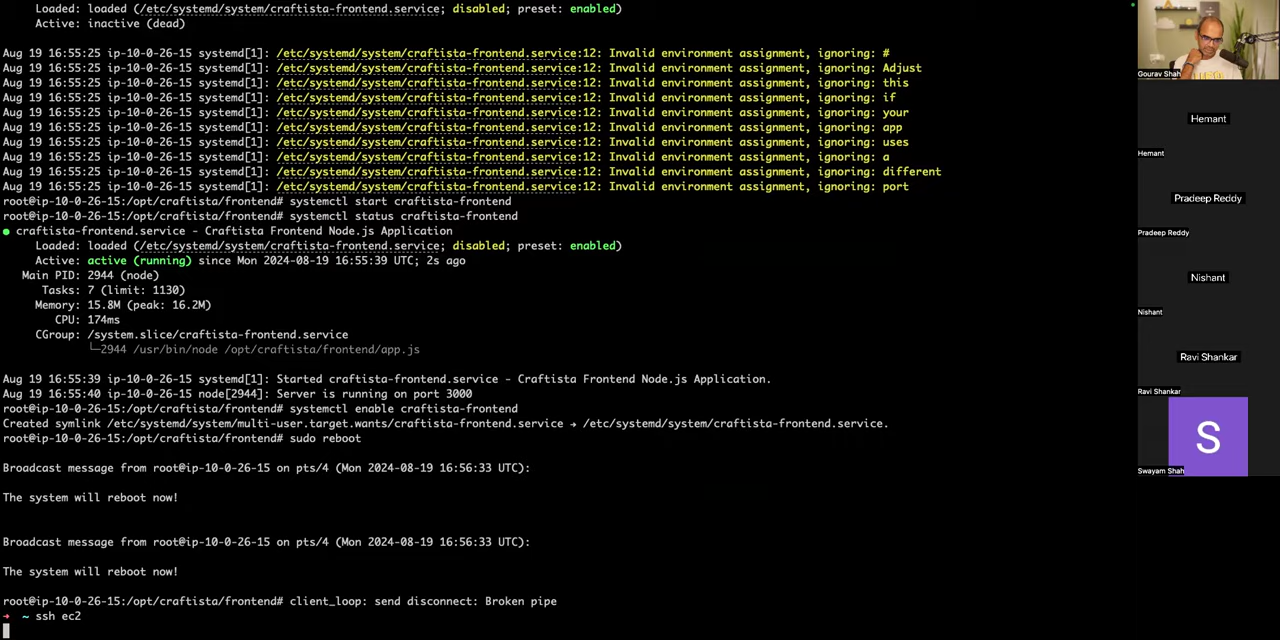 Loaded: loaded (/etc/systemd/system/craftista-frontend.service; disabled; preset: enabled)
Active: inactive (dead)
Aug 19 16:55:25 ip-10-0-26-15 systemd[1]: /etc/systemd/system/craftista-frontend.service:12: Invalid environment assignment, ignoring: #
Aug 19 16:55:25 ip-10-0-26-15 systemd[1]: /etc/systemd/system/craftista-frontend.service:12: Invalid environment assignment, ignoring: Adjust
Aug 19 16:55:25 ip-10-0-26-15 systemd[1]: /etc/systemd/system/craftista-frontend.service:12: Invalid environment assignment, ignoring: this
Aug 19 16:55:25 ip-10-0-26-15 systemd[1]: /etc/systemd/system/craftista-frontend.service:12: Invalid environment assignment, ignoring: if
Aug 19 16:55:25 ip-10-0-26-15 systemd[1]: /etc/systemd/system/craftista-frontend.service:12: Invalid environment assignment, ignoring: your
Aug 19 16:55:25 ip-10-0-26-15 systemd[1]: /etc/systemd/system/craftista-frontend.service:12: Invalid environment assignment, ignoring: app
Aug 19 16:55:25 ip-10-0-26-15 systemd[1]: /etc/systemd/system/craftista-frontend.service:12: Invalid environment assignment, ignoring: uses
Aug 19 16:55:25 ip-10-0-26-15 systemd[1]: /etc/systemd/system/craftista-frontend.service:12: Invalid environment assignment, ignoring: a
Aug 19 16:55:25 ip-10-0-26-15 systemd[1]: /etc/systemd/system/craftista-frontend.service:12: Invalid environment assignment, ignoring: different
Aug 19 16:55:25 ip-10-0-26-15 systemd[1]: /etc/systemd/system/craftista-frontend.service:12: Invalid environment assignment, ignoring: port
root@ip-10-0-26-15:/opt/craftista/frontend# systemctl start craftista-frontend
root@ip-10-0-26-15:/opt/craftista/frontend# systemctl status craftista-frontend
● craftista-frontend.service - Craftista Frontend Node.js Application
Loaded: loaded (/etc/systemd/system/craftista-frontend.service; disabled; preset: enabled)
Active: active (running) since Mon 2024-08-19 16:55:39 UTC; 2s ago
Main PID: 2944 (node)
Tasks: 7 (limit: 1130)
Memory: 15.8M (peak: 16.2M)
CPU: 174ms
CGroup: /system.slice/craftista-frontend.service
└─2944 /usr/bin/node /opt/craftista/frontend/app.js
Aug 19 16:55:39 ip-10-0-26-15 systemd[1]: Started craftista-frontend.service - Craftista Frontend Node.js Application.
Aug 19 16:55:40 ip-10-0-26-15 node[2944]: Server is running on port 3000
root@ip-10-0-26-15:/opt/craftista/frontend# systemctl enable craftista-frontend
Created symlink /etc/systemd/system/multi-user.target.wants/craftista-frontend.service → /etc/systemd/system/craftista-frontend.service.
root@ip-10-0-26-15:/opt/craftista/frontend# sudo reboot
Broadcast message from root@ip-10-0-26-15 on pts/4 (Mon 2024-08-19 16:56:33 UTC):
The system will reboot now!
Broadcast message from root@ip-10-0-26-15 on pts/4 (Mon 2024-08-19 16:56:33 UTC):
The system will reboot now!
root@ip-10-0-26-15:/opt/craftista/frontend# client_loop: send disconnect: Broken pipe
➜ ~ ssh ec2
Gourav Shah
Hemant
Hemant
Pradeep Reddy
Pradeep Reddy
Nishant
Nishant
Ravi Shankar
Ravi Shankar
S
Swayam Shah